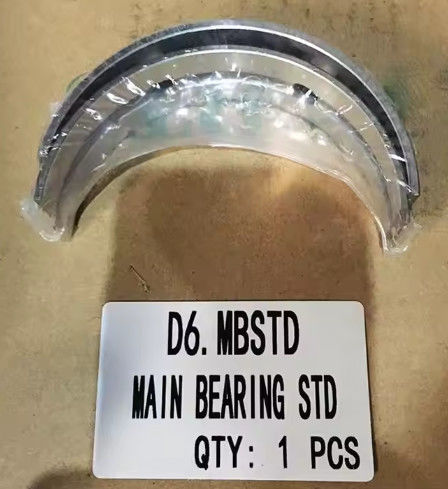 D6.MBSTD
MAIN BEARING STD
QTY: 1 PCS